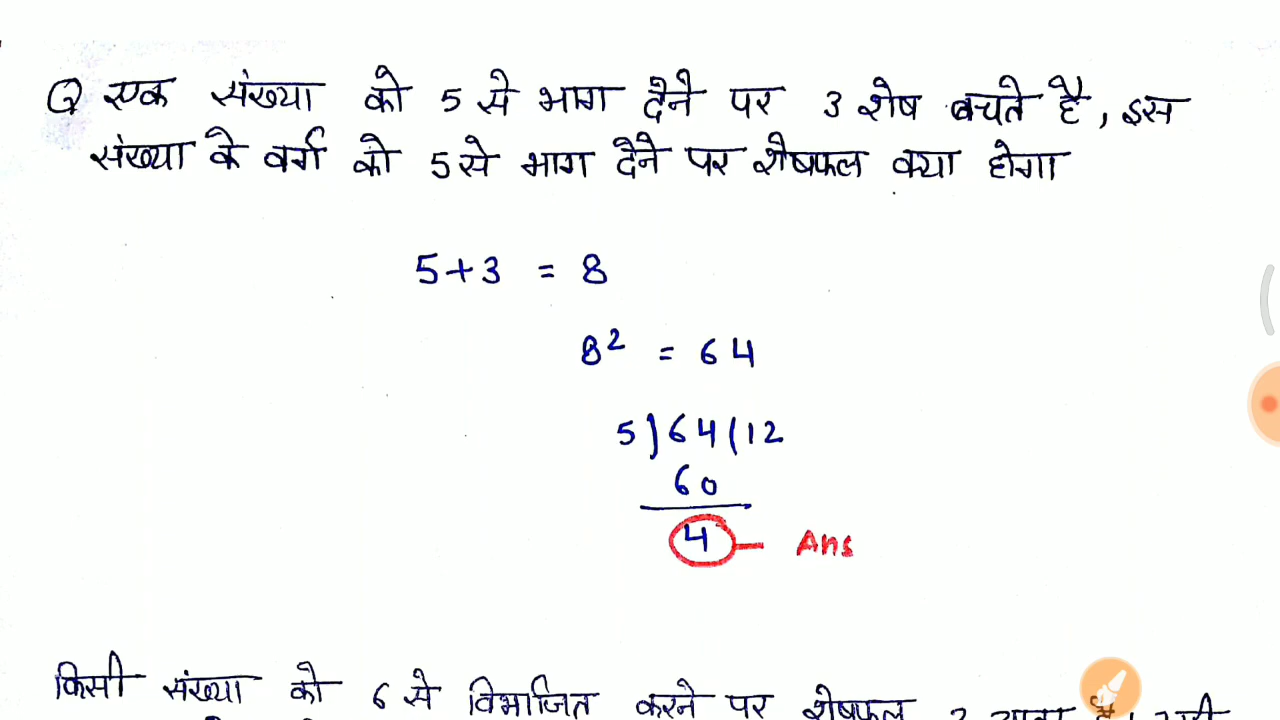 Q एक संख्या को 5 से भाग देने पर 3 शेष बचते है, इस
संख्या के वर्ग को 5 से भाग देने पर शेषफल क्या होगा
5+3 = 8
8² = 64
5)64(12
60
4 — Ans
किसी संख्या को 6 से विभाजित करने पर शेषफल